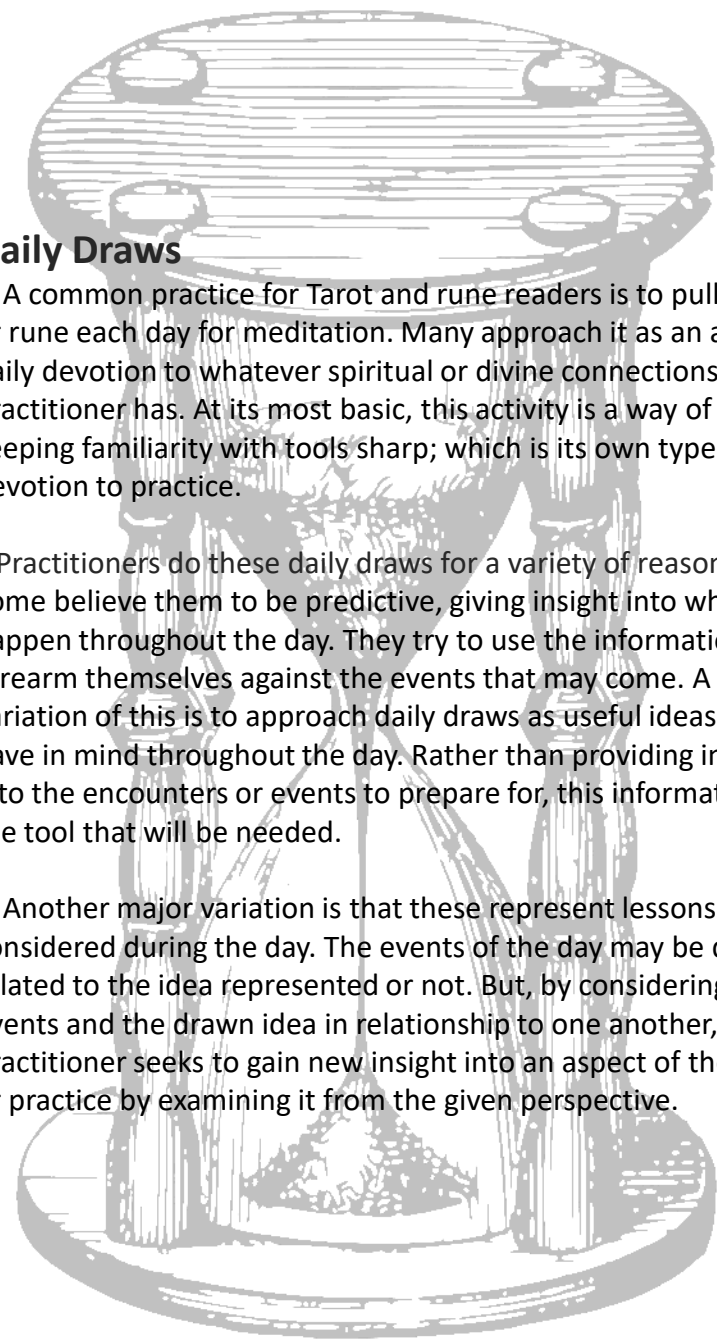 aily Draws
A common practice for Tarot and rune readers is to pull
r rune each day for meditation. Many approach it as an a
aily devotion to whatever spiritual or divine connections
ractitioner has. At its most basic, this activity is a way of
eeping familiarity with tools sharp; which is its own type
evotion to practice.
Practitioners do these daily draws for a variety of reason
ome believe them to be predictive, giving insight into wh
appen throughout the day. They try to use the informatio
rearm themselves against the events that may come. A
ariation of this is to approach daily draws as useful ideas
ave in mind throughout the day. Rather than providing in
to the encounters or events to prepare for, this informat
e tool that will be needed.
Another major variation is that these represent lessons
onsidered during the day. The events of the day may be d
lated to the idea represented or not. But, by considering
vents and the drawn idea in relationship to one another,
ractitioner seeks to gain new insight into an aspect of the
r practice by examining it from the given perspective.